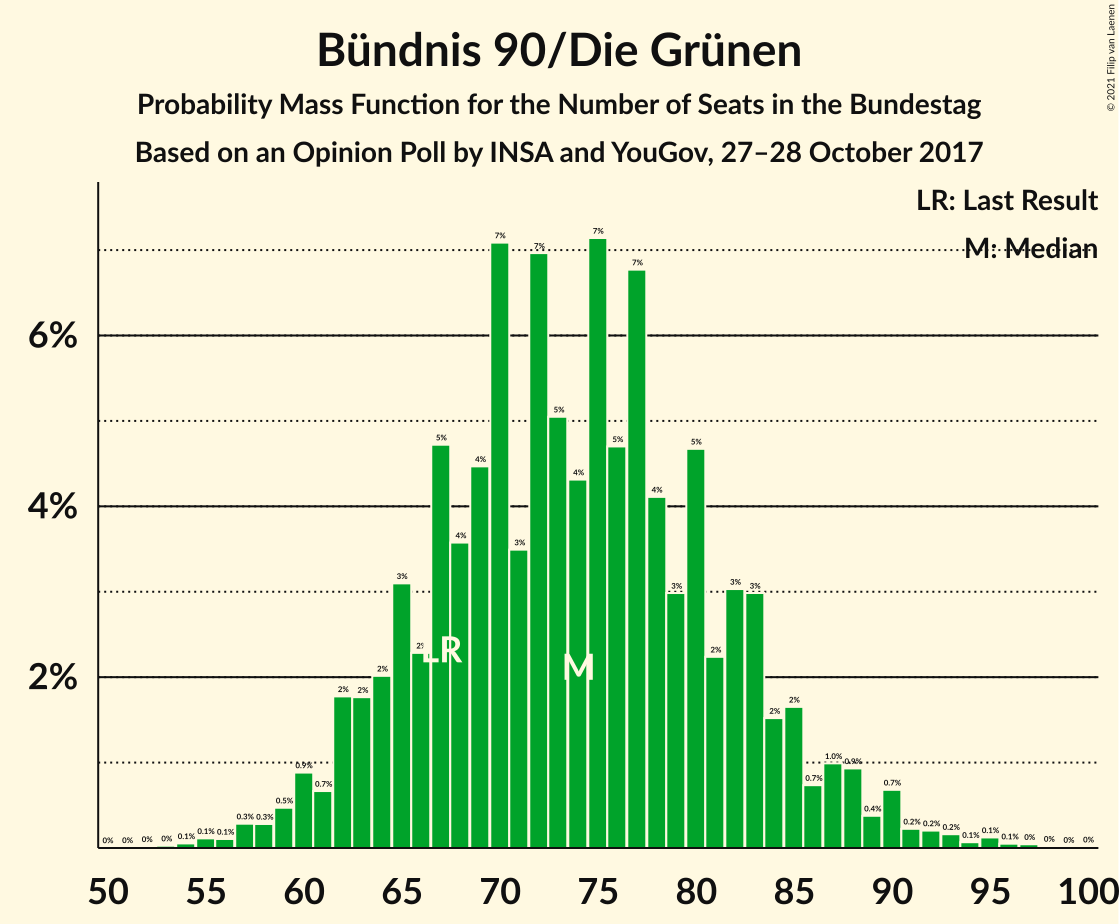 Bündnis 90/Die Grünen
Probability Mass Function for the Number of Seats in the Bundestag
Based on an Opinion Poll by INSA and YouGov, 27–28 October 2017
© 2021 Filip van Laenen
LR: Last Result
M: Median
6%
4%
2%
0% 0% 0% 0% 0.1% 0.1% 0.1% 0.3% 0.3% 0.5% 0.9% 0.7% 2% 2% 2% 3% 2% 5% 4% 4% 7% 3% 7% 5% 4% 7% 5% 7% 4% 3% 5% 2% 3% 3% 2% 2% 0.7% 1.0% 0.9% 0.4% 0.7% 0.2% 0.2% 0.2% 0.1% 0.1% 0.1% 0% 0% 0% 0%
LR
M
50 55 60 65 70 75 80 85 90 95 100